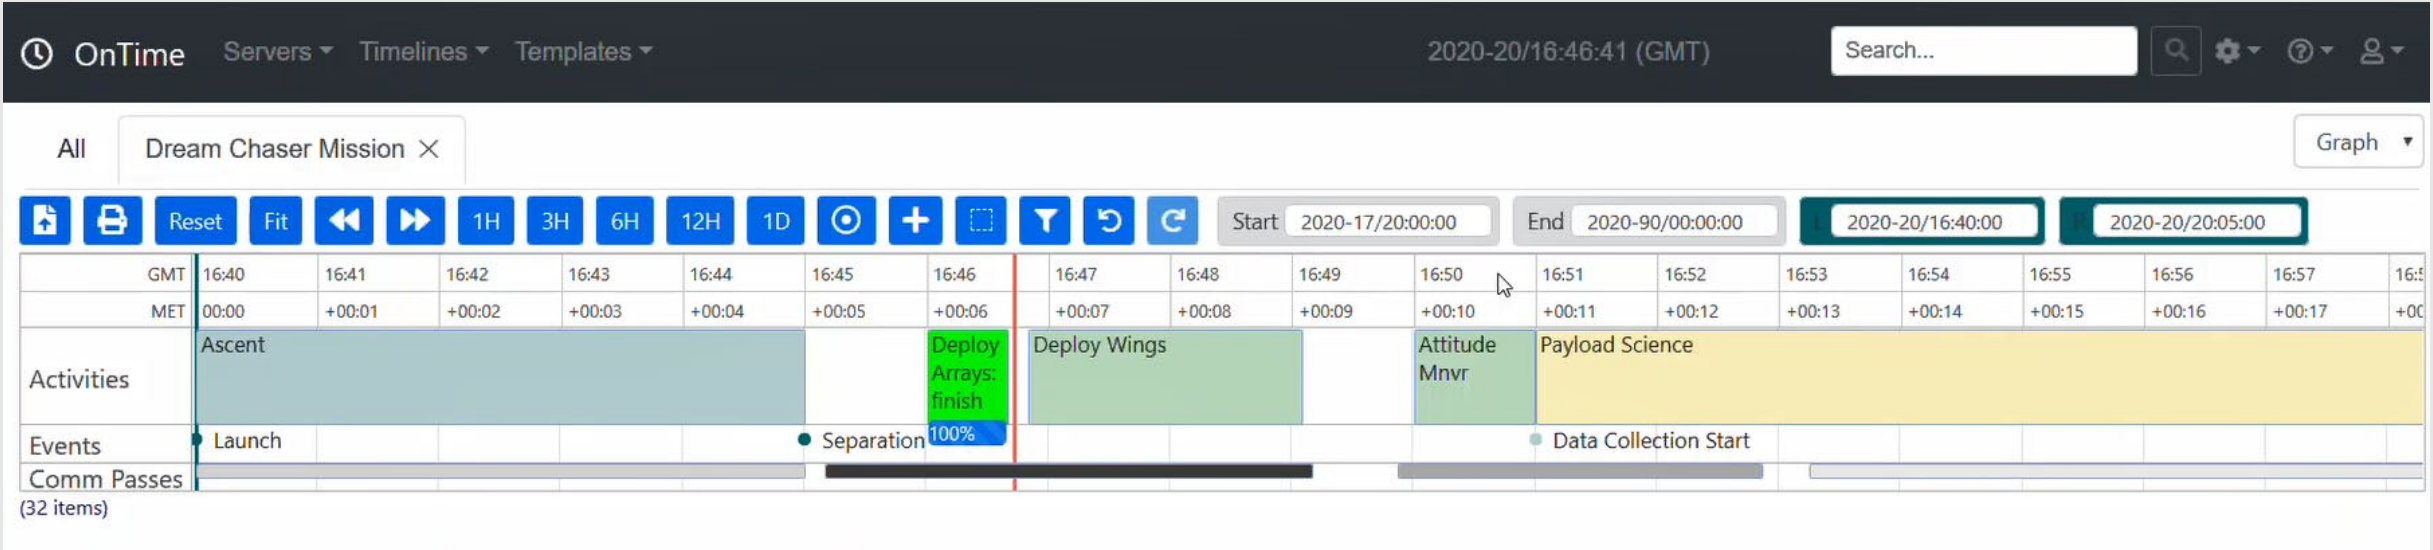 OnTime Servers Timelines Templates 2020-20/16:46:41 (GMT) Search...
All Dream Chaser Mission Graph
Reset Fit 1H 3H 6H 12H 1D Start 2020-17/20:00:00 End 2020-90/00:00:00 2020-20/16:40:00 2020-20/20:05:00
GMT 16:40 16:41 16:42 16:43 16:44 16:45 16:46 16:47 16:48 16:49 16:50 16:51 16:52 16:53 16:54 16:55 16:56 16:57
MET 00:00 +00:01 +00:02 +00:03 +00:04 +00:05 +00:06 +00:07 +00:08 +00:09 +00:10 +00:11 +00:12 +00:13 +00:14 +00:15 +00:16 +00:17
Activities
Ascent
Deploy
Arrays:
finish
100%
Deploy Wings
Attitude
Mnvr
Payload Science
Events Launch Separation Data Collection Start
Comm Passes
(32 items)